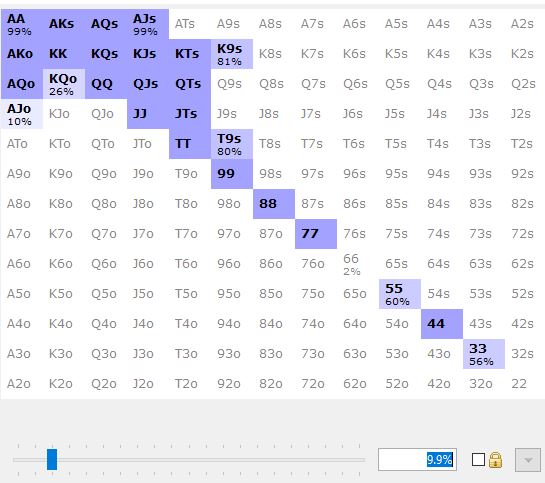 AA AKs AQs AJs ATs A9s A8s A7s A6s A5s A4s A3s A2s
99% 99%
AKo KK KQs KJs KTs K9s K8s K7s K6s K5s K4s K3s K2s
81%
AQo KQo QQ QJs QTs Q9s Q8s Q7s Q6s Q5s Q4s Q3s Q2s
26%
AJo KJo QJo JJ JTs J9s J8s J7s J6s J5s J4s J3s J2s
10%
ATo KTo QTo JTo TT T9s T8s T7s T6s T5s T4s T3s T2s
80%
A9o K9o Q9o J9o T9o 99 98s 97s 96s 95s 94s 93s 92s
A8o K8o Q8o J8o T8o 98o 88 87s 86s 85s 84s 83s 82s
A7o K7o Q7o J7o T7o 97o 87o 77 76s 75s 74s 73s 72s
A6o K6o Q6o J6o T6o 96o 86o 76o 66 65s 64s 63s 62s
2%
A5o K5o Q5o J5o T5o 95o 85o 75o 65o 55 54s 53s 52s
60%
A4o K4o Q4o J4o T4o 94o 84o 74o 64o 54o 44 43s 42s
A3o K3o Q3o J3o T3o 93o 83o 73o 63o 53o 43o 33 32s
56%
A2o K2o Q2o J2o T2o 92o 82o 72o 62o 52o 42o 32o 22
9.9%